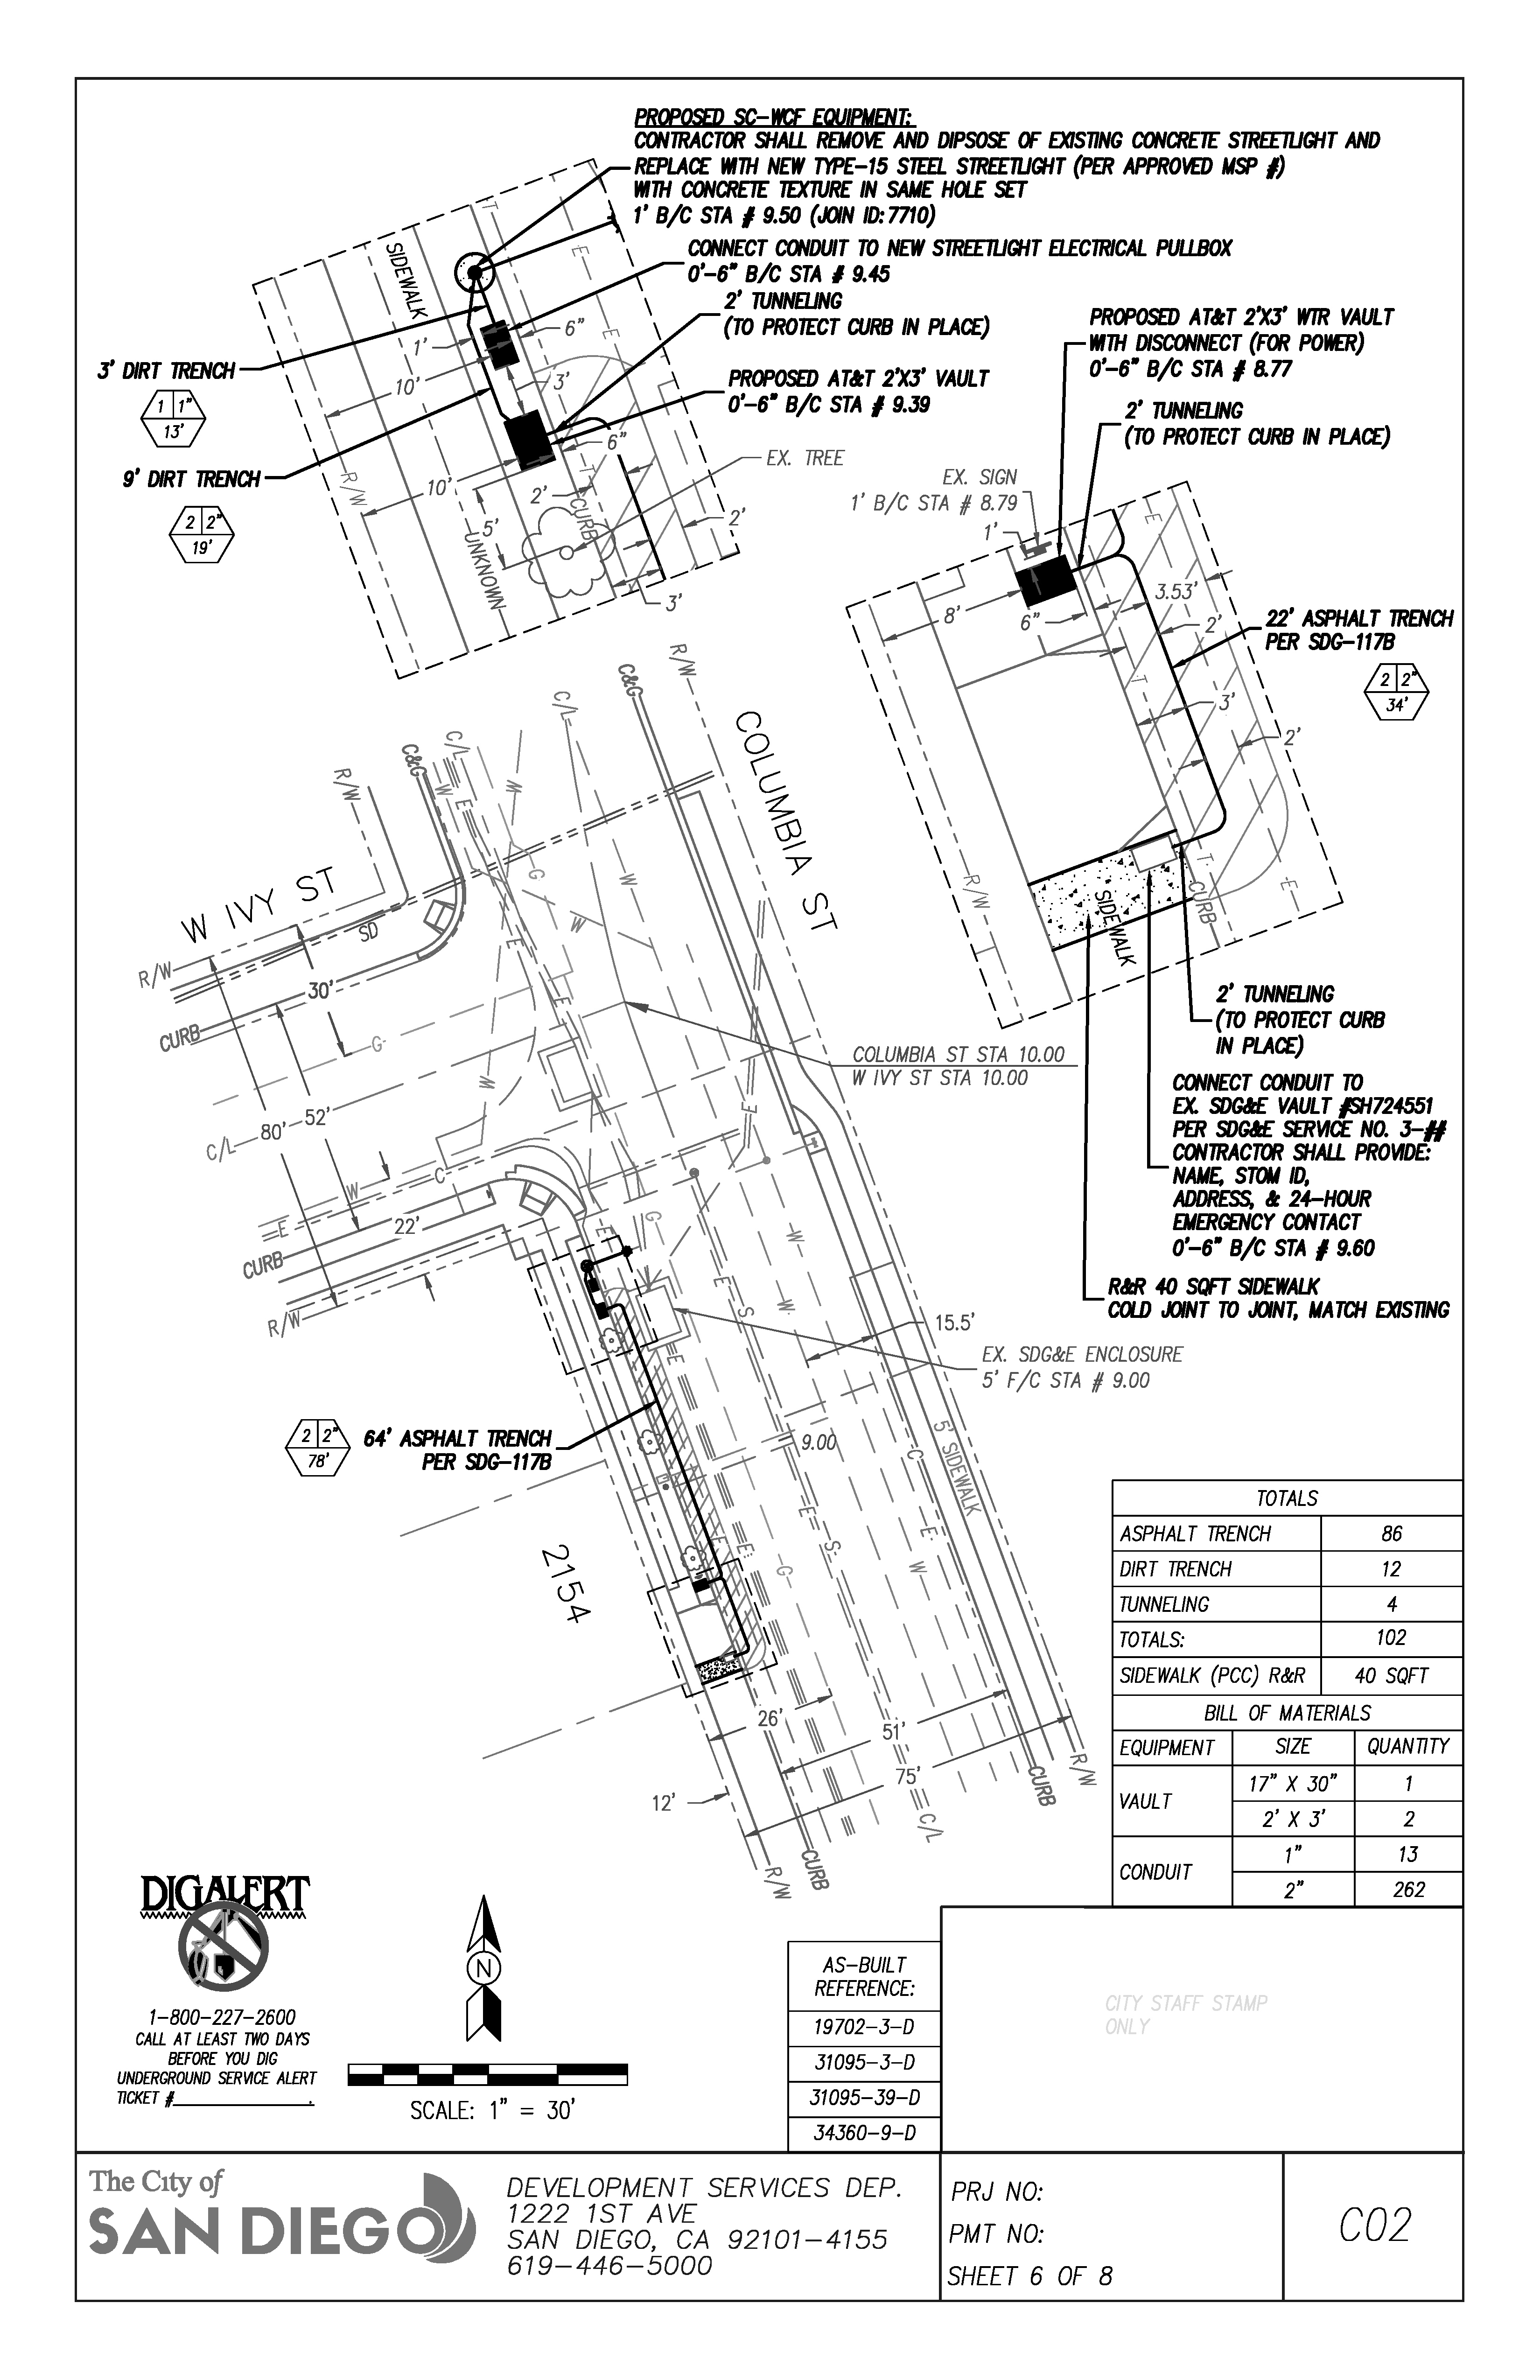 PROPOSED SC-WCF EQUIPMENT:
CONTRACTOR SHALL REMOVE AND DIPSOSE OF EXISTING CONCRETE STREETLIGHT AND
REPLACE WITH NEW TYPE-15 STEEL STREETLIGHT (PER APPROVED MSP #)
WITH CONCRETE TEXTURE IN SAME HOLE SET
1' B/C STA # 9.50 (JOIN ID: 7710)
CONNECT CONDUIT TO NEW STREETLIGHT ELECTRICAL PULLBOX
0'-6" B/C STA # 9.45
2' TUNNELING
(TO PROTECT CURB IN PLACE)
PROPOSED AT&T 2'X3' VAULT
0'-6" B/C STA # 9.39
EX. TREE
3' DIRT TRENCH
1 1"
13'
9' DIRT TRENCH
2 2"
19'
SIDEWALK
T
E
E
6"
1'
10'
3'
6"
10'
2'
T
CURB
5'
UNKNOWN
R/W
2'
3'
PROPOSED AT&T 2'X3' WTR VAULT
WITH DISCONNECT (FOR POWER)
0'-6" B/C STA # 8.77
2' TUNNELING
(TO PROTECT CURB IN PLACE)
EX. SIGN
1' B/C STA # 8.79
1'
E
8'
6"
3.53'
2'
T
3'
2'
22' ASPHALT TRENCH
PER SDG-117B
2 2"
34'
R/W
SIDEWALK
T
CURB
E
2' TUNNELING
(TO PROTECT CURB
IN PLACE)
CONNECT CONDUIT TO
EX. SDG&E VAULT #SH724551
PER SDG&E SERVICE NO. 3-##
CONTRACTOR SHALL PROVIDE:
NAME, STOM ID,
ADDRESS, & 24-HOUR
EMERGENCY CONTACT
0'-6" B/C STA # 9.60
R&R 40 SQFT SIDEWALK
COLD JOINT TO JOINT, MATCH EXISTING
R/W
C&G
C/L
C/L
C&G
R/W
W
E
W
G
W
W
E
E
W
COLUMBIA ST
W IVY ST
SD
R/W
30'
CURB
G
C/L
80'
52'
COLUMBIA ST STA 10.00
W IVY ST STA 10.00
E
C
W
E
22'
CURB
R/W
G
E
W
E
S
W
E
15.5'
EX. SDG&E ENCLOSURE
5' F/C STA # 9.00
2 2"
78'
64' ASPHALT TRENCH
PER SDG-117B
9.00
C
5' SIDEWALK
E
S
E
W
E
E
G
2154
26'
51'
75'
12'
R/W
CURB
C/L
CURB
R/W
TOTALS
ASPHALT TRENCH 86
DIRT TRENCH 12
TUNNELING 4
TOTALS: 102
SIDEWALK (PCC) R&R 40 SQFT
BILL OF MATERIALS
EQUIPMENT SIZE QUANTITY
VAULT 17" X 30" 1
2' X 3' 2
CONDUIT 1" 13
2" 262
DIGALERT
1-800-227-2600
CALL AT LEAST TWO DAYS
BEFORE YOU DIG
UNDERGROUND SERVICE ALERT
TICKET #
N
SCALE: 1" = 30'
AS-BUILT
REFERENCE:
19702-3-D
31095-3-D
31095-39-D
34360-9-D
CITY STAFF STAMP
ONLY
The City of
SAN DIEGO
DEVELOPMENT SERVICES DEP.
1222 1ST AVE
SAN DIEGO, CA 92101-4155
619-446-5000
PRJ NO:
PMT NO:
SHEET 6 OF 8
C02